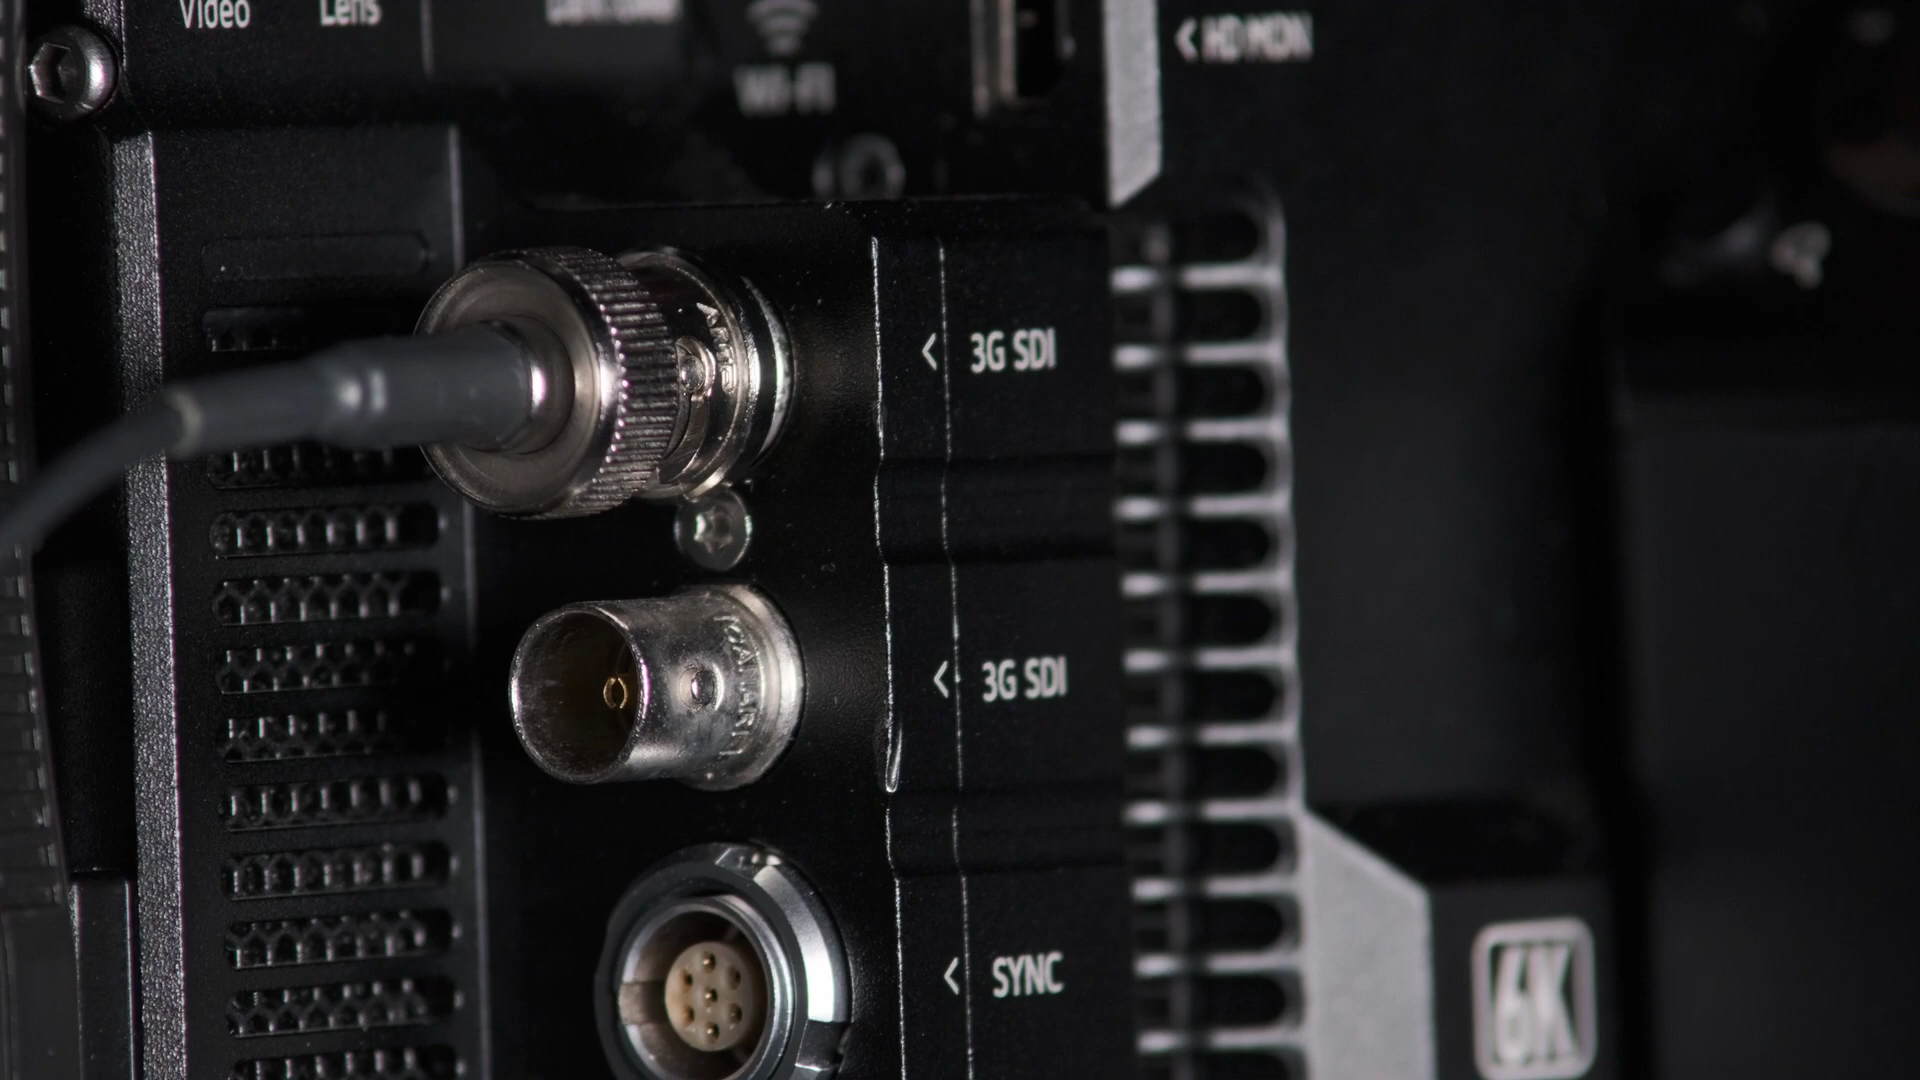 Video
Lens
WI-FI
< HD MON
< 3G SDI
< 3G SDI
< SYNC
6K